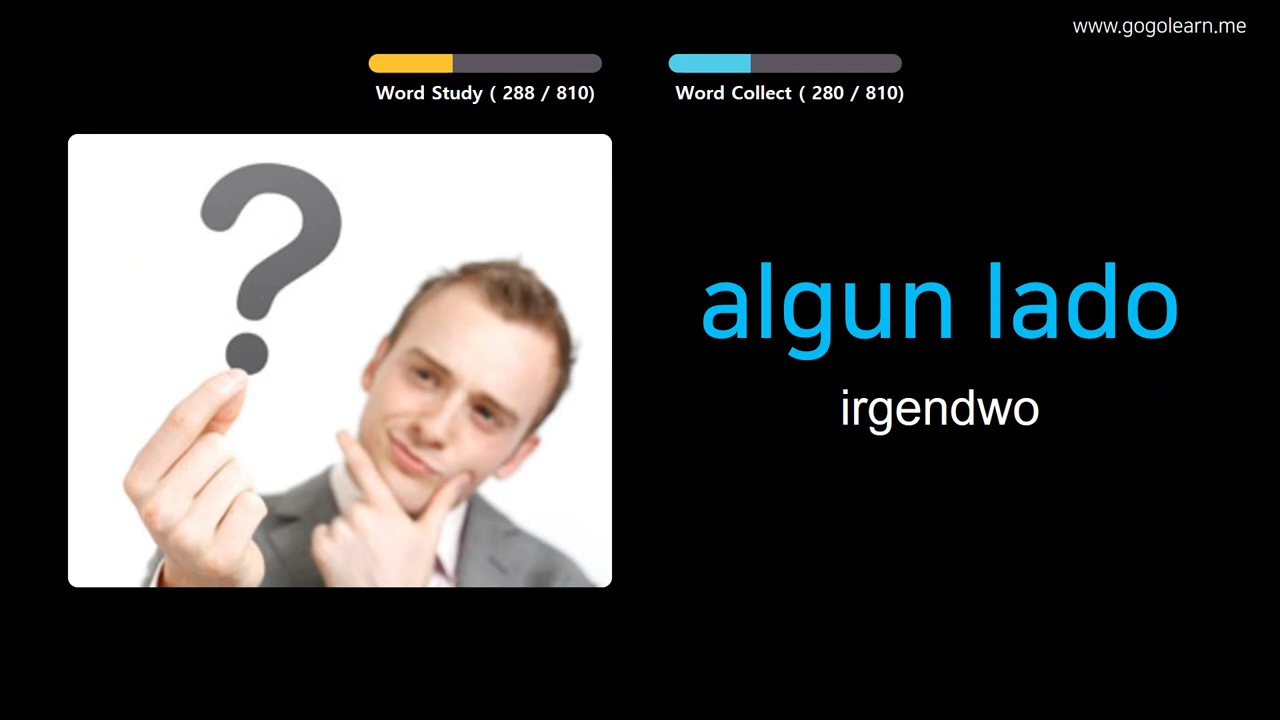 www.gogolearn.me
Word Study ( 288 / 810)
Word Collect ( 280 / 810)
?
algun lado
irgendwo